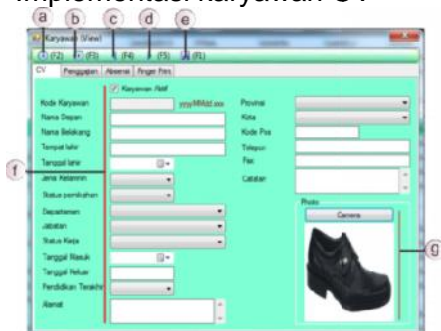 Implementasi karyawan CV
a
b
c
d
e
Karyawan (View)
(F2) (F3) (F4) (F5) (F1)
CV Penggajian Absensi Finger Print
Karyawan Aktif
Kode Karyawan yyyyMMdd.xxx
Nama Depan
Nama Belakang
Tempat lahir
Tanggal lahir
Jenis Kelamin
Status pernikahan
Departemen
Jabatan
Status Kerja
Tanggal Masuk
Tanggal Keluar
Pendidikan Terakhir
Alamat
Provinsi
Kota
Kode Pos
Telepon
Fax
Catatan
Photo
Camera
f
g